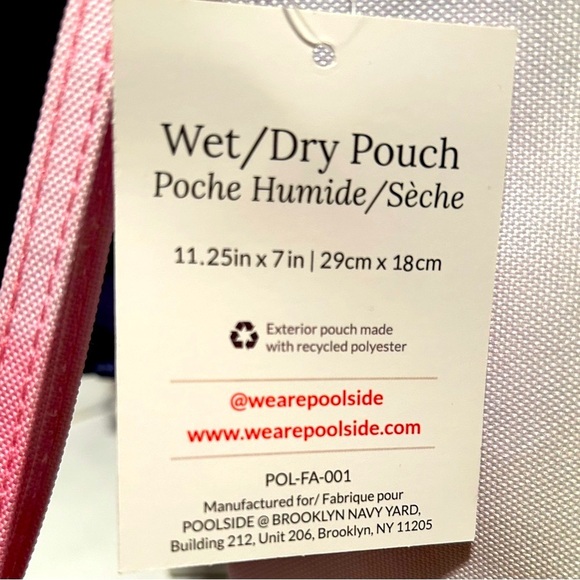 Wet/Dry Pouch
Poche Humide/Sèche
11.25in x 7in | 29cm x 18cm
Exterior pouch made
with recycled polyester
@wearepoolside
www.wearepoolside.com
POL-FA-001
Manufactured for/ Fabrique pour
POOLSIDE @ BROOKLYN NAVY YARD,
Building 212, Unit 206, Brooklyn, NY 11205